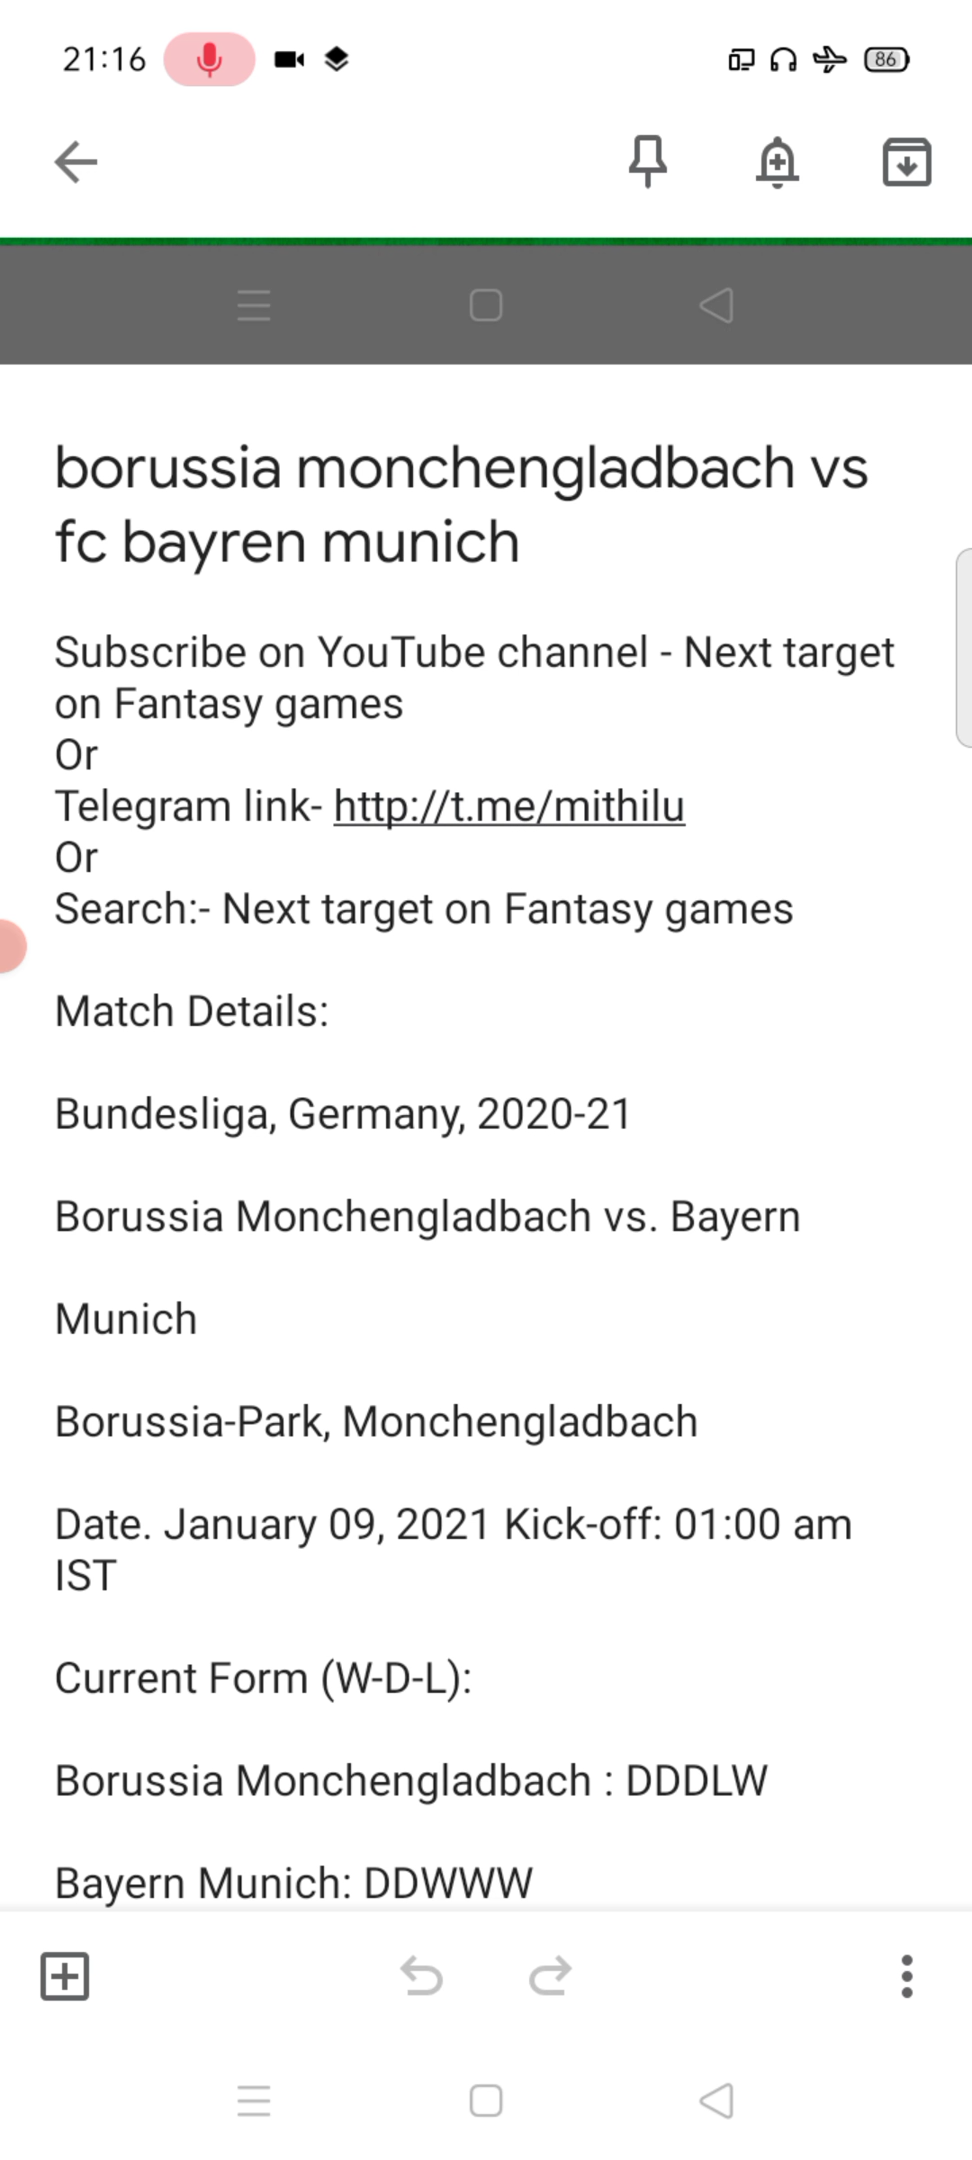 21:16
86
borussia monchengladbach vs
fc bayren munich
Subscribe on YouTube channel - Next target
on Fantasy games
Or
Telegram link- http://t.me/mithilu
Or
Search:- Next target on Fantasy games
Match Details:
Bundesliga, Germany, 2020-21
Borussia Monchengladbach vs. Bayern
Munich
Borussia-Park, Monchengladbach
Date. January 09, 2021 Kick-off: 01:00 am
IST
Current Form (W-D-L):
Borussia Monchengladbach : DDDLW
Bayern Munich: DDWWW